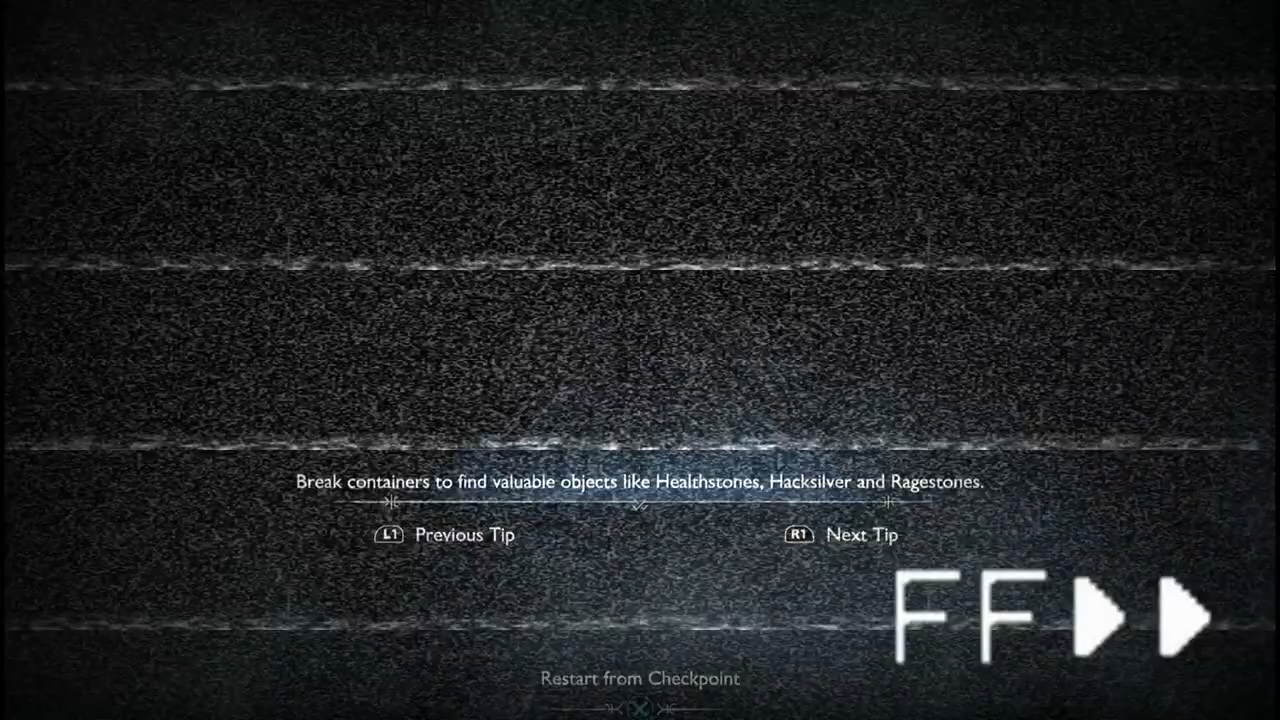 Break containers to find valuable objects like Healthstones, Hacksilver and Ragestones.
L1 Previous Tip
R1 Next Tip
FF
Restart from Checkpoint